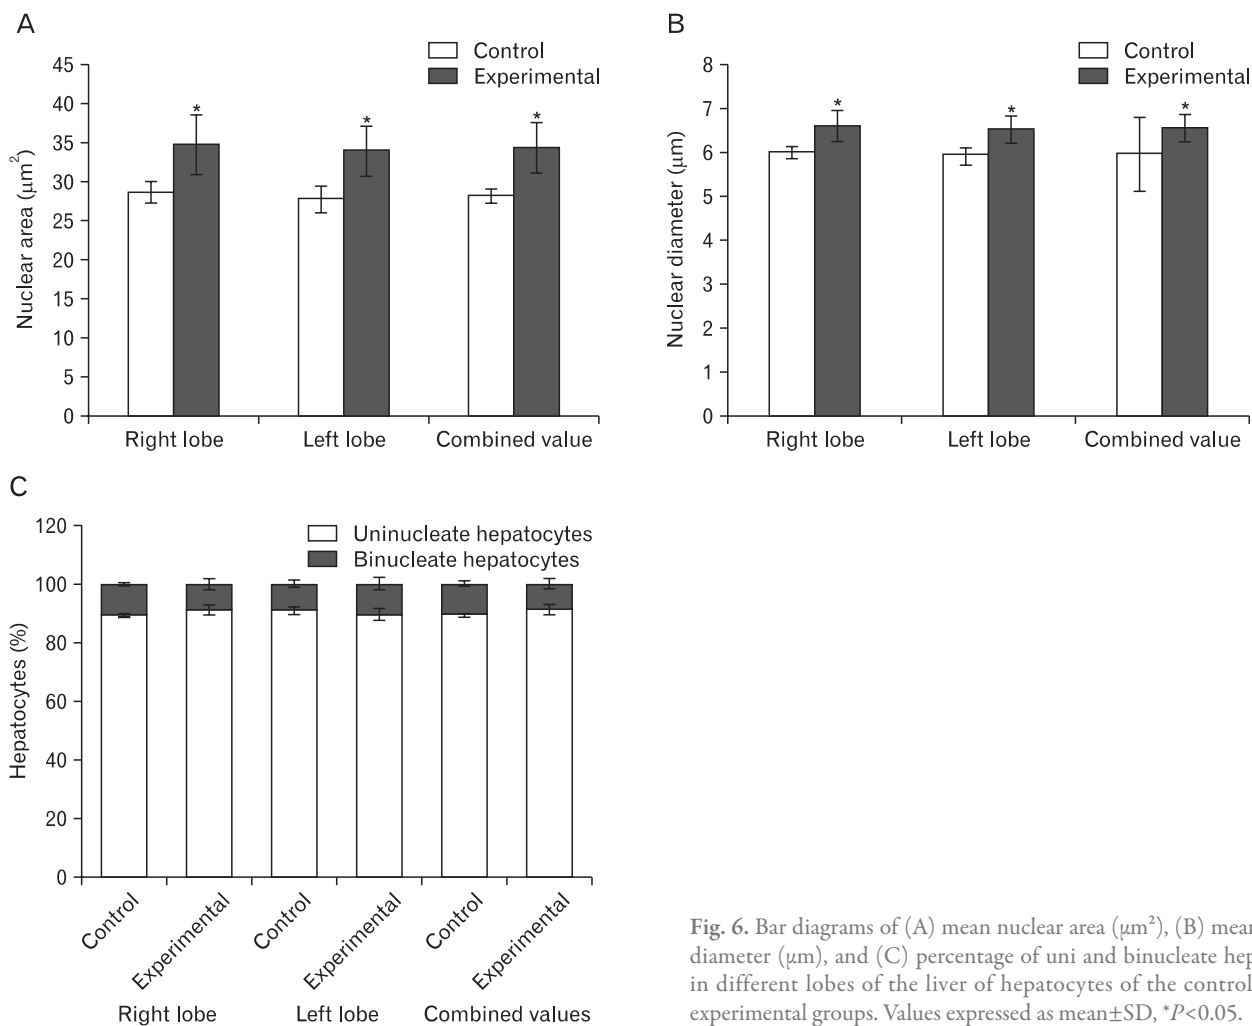 A
Control
Experimental
45
40
35
30
25
20
15
10
5
0
Nuclear area (μm²)
*
*
*
Right lobe
Left lobe
Combined value
B
Control
Experimental
8
7
6
5
4
3
2
1
0
Nuclear diameter (μm)
*
*
*
Right lobe
Left lobe
Combined value
C
Uninucleate hepatocytes
Binucleate hepatocytes
120
100
80
60
40
20
0
Hepatocytes (%)
Control
Experimental
Control
Experimental
Control
Experimental
Right lobe
Left lobe
Combined values
Fig. 6. Bar diagrams of (A) mean nuclear area (μm²), (B) mean
diameter (μm), and (C) percentage of uni and binucleate hep
in different lobes of the liver of hepatocytes of the control
experimental groups. Values expressed as mean±SD, *P<0.05.